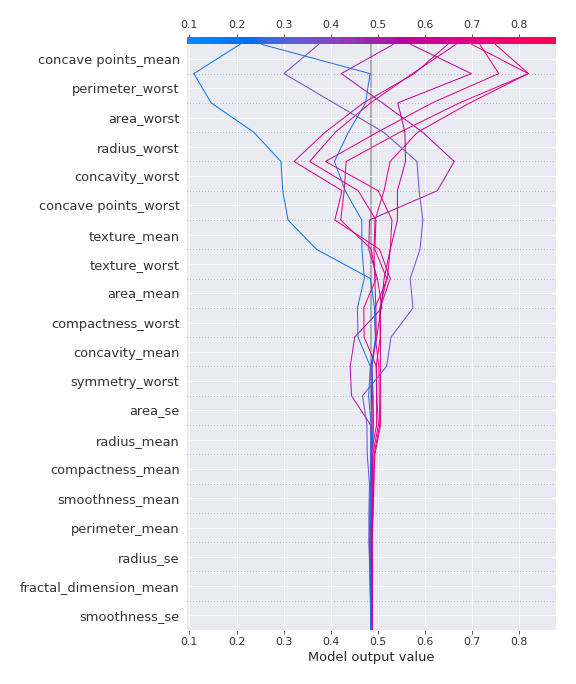 0.1 0.2 0.3 0.4 0.5 0.6 0.7 0.8
concave points_mean
perimeter_worst
area_worst
radius_worst
concavity_worst
concave points_worst
texture_mean
texture_worst
area_mean
compactness_worst
concavity_mean
symmetry_worst
area_se
radius_mean
compactness_mean
smoothness_mean
perimeter_mean
radius_se
fractal_dimension_mean
smoothness_se
0.1 0.2 0.3 0.4 0.5 0.6 0.7 0.8
Model output value